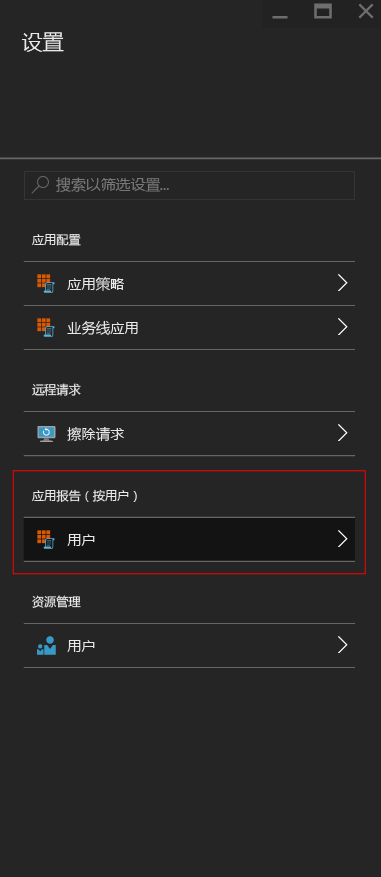 设置
搜索以筛选设置...
应用配置
应用策略
业务线应用
远程请求
擦除请求
应用报告（按用户）
用户
资源管理
用户